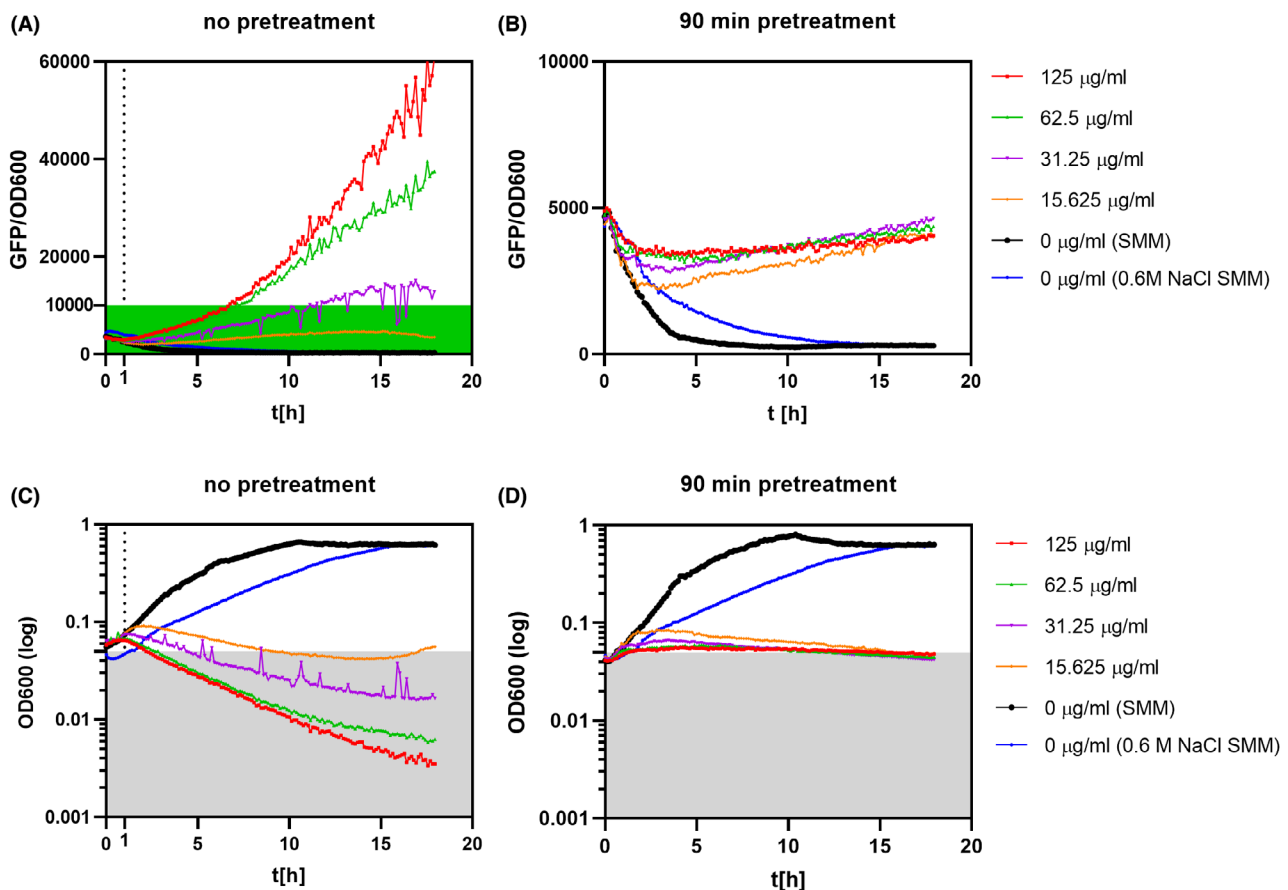 (A)
no pretreatment
60000
40000
20000
10000
0
GFP/OD600
0
1
5
10
15
20
t[h]
(B)
90 min pretreatment
10000
5000
0
GFP/OD600
0
5
10
15
20
t [h]
125 µg/ml
62.5 µg/ml
31.25 µg/ml
15.625 µg/ml
0 µg/ml (SMM)
0 µg/ml (0.6M NaCl SMM)
(C)
no pretreatment
1
0.1
0.01
0.001
OD600 (log)
0
1
5
10
15
20
t[h]
(D)
90 min pretreatment
1
0.1
0.01
0.001
OD600 (log)
0
5
10
15
20
t[h]
125 µg/ml
62.5 µg/ml
31.25 µg/ml
15.625 µg/ml
0 µg/ml (SMM)
0 µg/ml (0.6 M NaCl SMM)